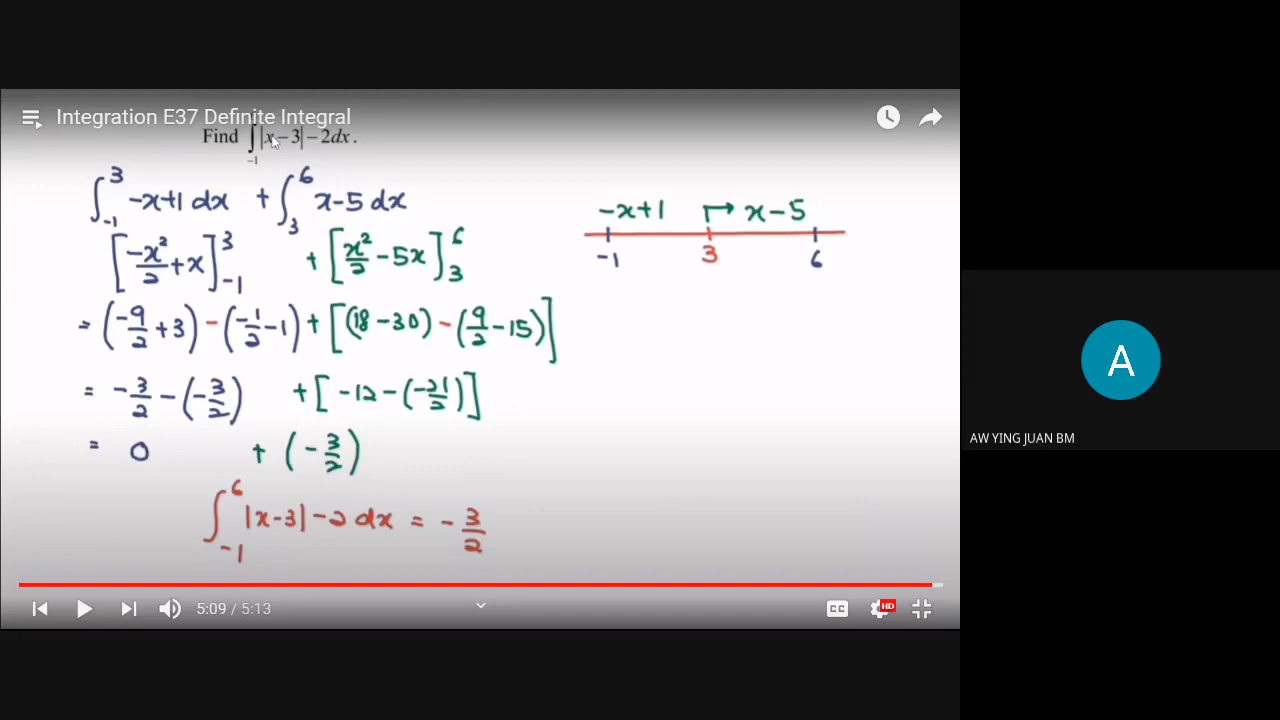 Integration E37 Definite Integral
Find ∫₋₁ |x − 3| − 2dx .
∫₋₁³ -x+1 dx + ∫₃⁶ x-5 dx
[-x²/2 + x]₋₁³ + [x²/2 - 5x]₃⁶
= (-9/2 + 3) - (-1/2 - 1) + [(18 - 30) - (9/2 - 15)]
= -3/2 - (-3/2) + [-12 - (-21/2)]
= 0 + (-3/2)
∫₋₁⁶ |x-3| - 2 dx = -3/2
-x+1 x-5
-1 3 6
5:09 / 5:13
CC
HD
A
AW YING JUAN BM